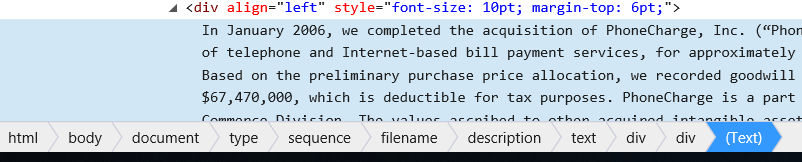 <div align="left" style="font-size: 10pt; margin-top: 6pt;">
In January 2006, we completed the acquisition of PhoneCharge, Inc. (“Phon
of telephone and Internet-based bill payment services, for approximately
Based on the preliminary purchase price allocation, we recorded goodwill
$67,470,000, which is deductible for tax purposes. PhoneCharge is a part
Commerce Division. The values ascribed to other acquired intangible asset
html body document type sequence filename description text div div (Text)